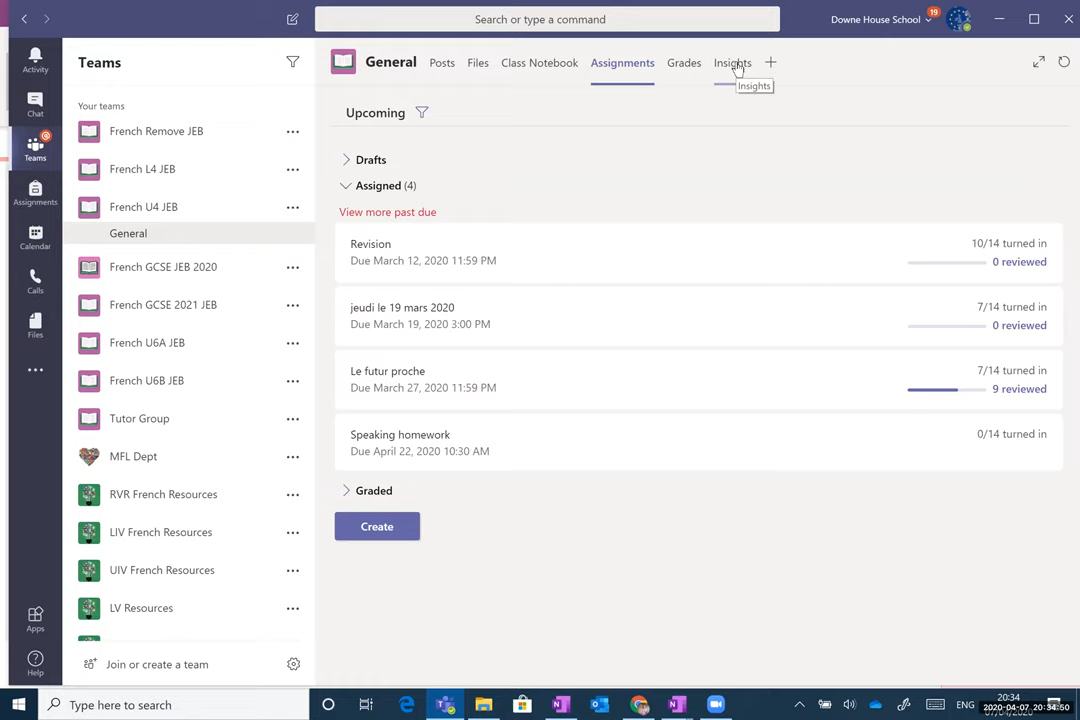 Search or type a command
Downe House School
19
Activity
Chat
Teams
Assignments
Calendar
Calls
Files
Apps
Help
Teams
Your teams
French Remove JEB
French L4 JEB
French U4 JEB
General
French GCSE JEB 2020
French GCSE 2021 JEB
French U6A JEB
French U6B JEB
Tutor Group
MFL Dept
RVR French Resources
LIV French Resources
UIV French Resources
LV Resources
Join or create a team
General Posts Files Class Notebook Assignments Grades Insights
Insights
Upcoming
Drafts
Assigned (4)
View more past due
Revision
Due March 12, 2020 11:59 PM
10/14 turned in
0 reviewed
jeudi le 19 mars 2020
Due March 19, 2020 3:00 PM
7/14 turned in
0 reviewed
Le futur proche
Due March 27, 2020 11:59 PM
7/14 turned in
9 reviewed
Speaking homework
Due April 22, 2020 10:30 AM
0/14 turned in
Graded
Create
Type here to search
ENG
20:34
2020-04-07 20:34:50